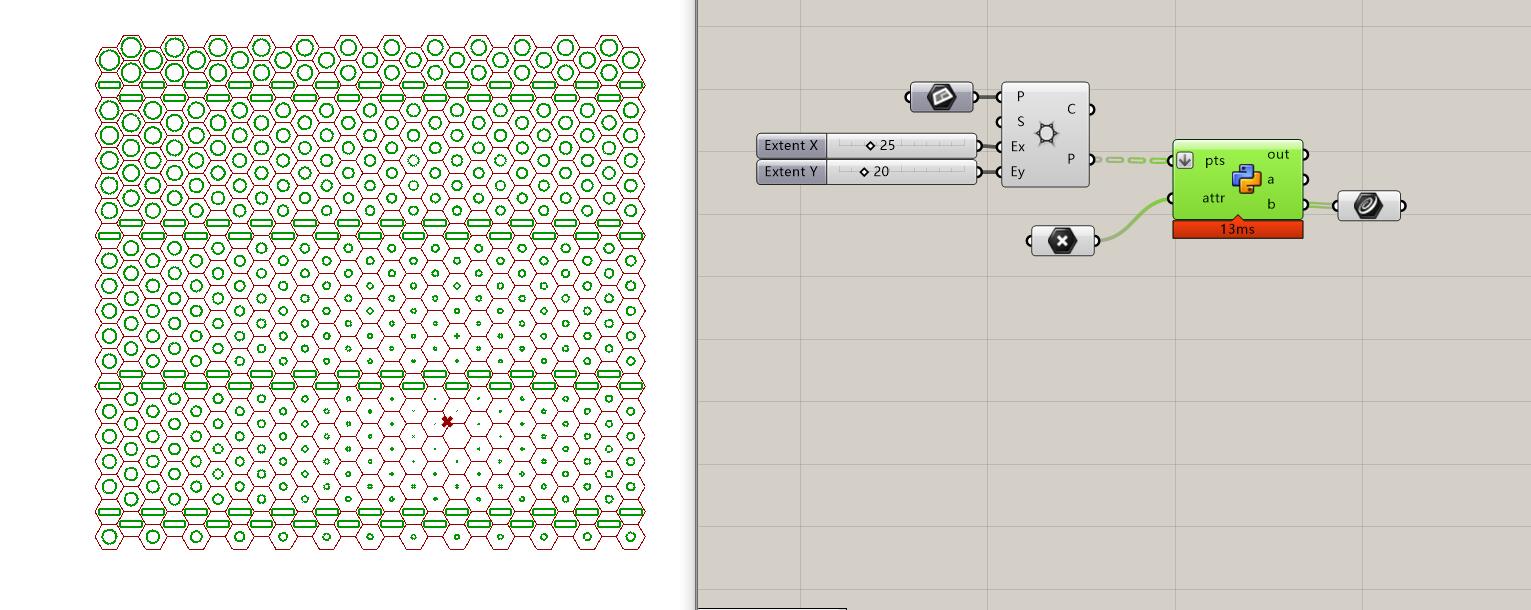 P
C
S
Extent X 25
Ex
Extent Y 20
Ey
P
pts
out
a
attr
b
13ms